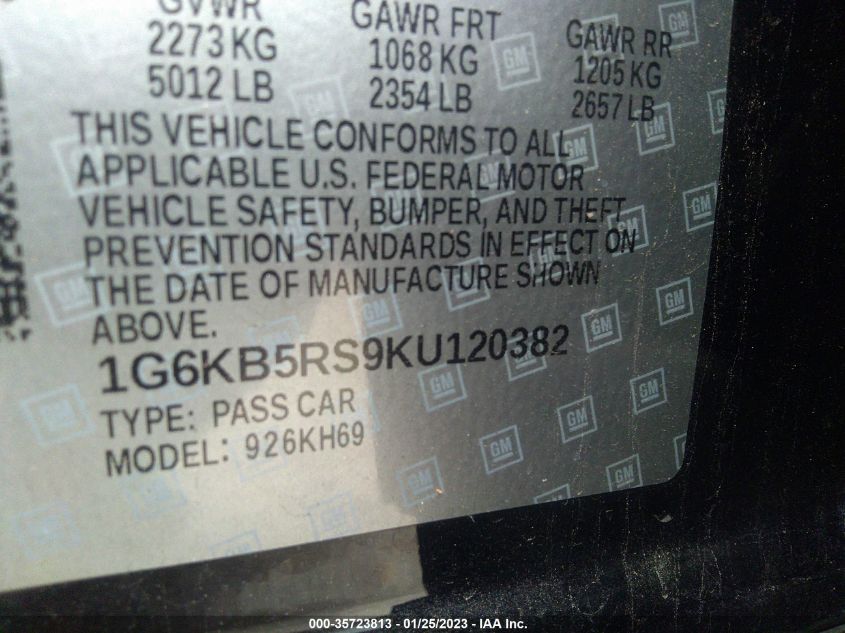 GVWR GAWR FRT GAWR RR
2273 KG 1068 KG 1205 KG
5012 LB 2354 LB 2657 LB
THIS VEHICLE CONFORMS TO ALL
APPLICABLE U.S. FEDERAL MOTOR
VEHICLE SAFETY, BUMPER, AND THEFT
PREVENTION STANDARDS IN EFFECT ON
THE DATE OF MANUFACTURE SHOWN
ABOVE.
1G6KB5RS9KU120382
TYPE: PASS CAR
MODEL: 926KH69
GM
000-35723813 - 01/25/2023 - IAA Inc.